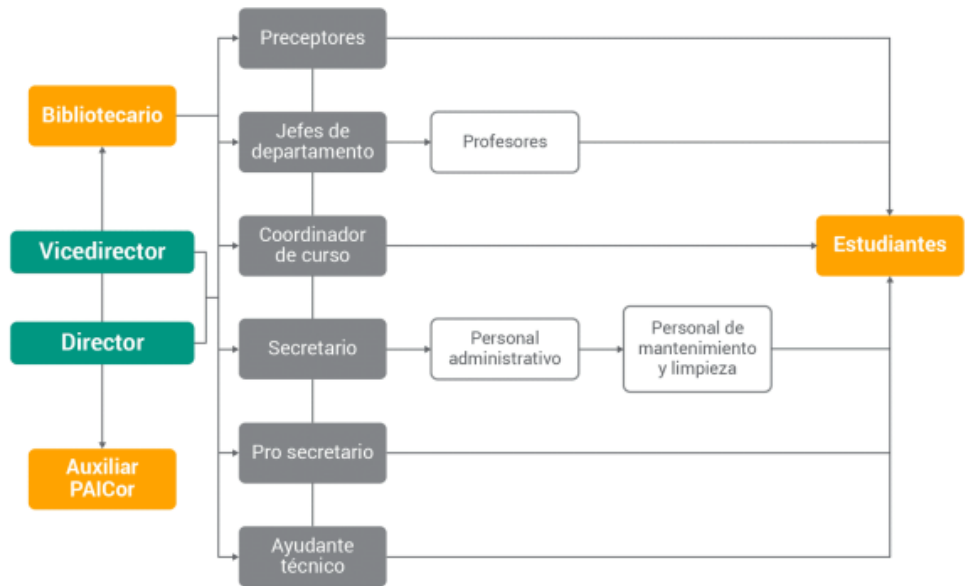 Preceptores
Bibliotecario
Jefes de
departamento
Profesores
Vicedirector
Coordinador
de curso
Estudiantes
Director
Secretario
Personal
administrativo
Personal de
mantenimiento
y limpieza
Auxiliar
PAICor
Pro secretario
Ayudante
técnico